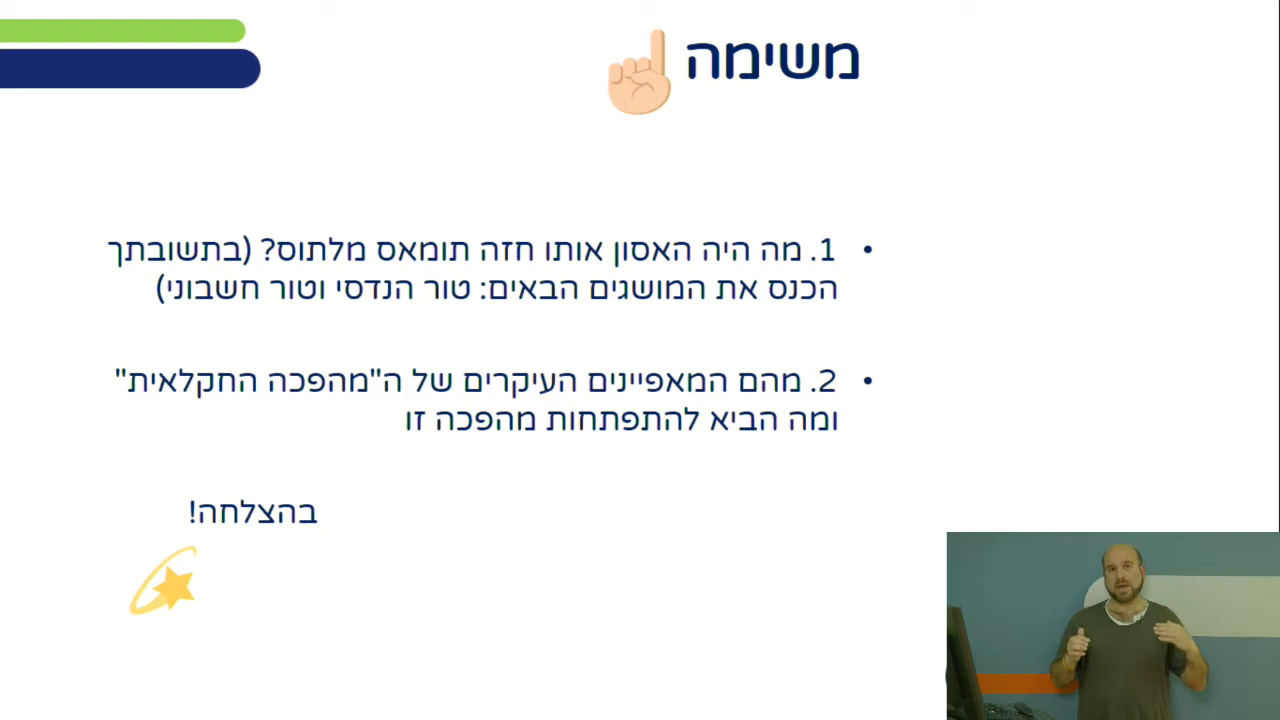 משימה
• 1. מה היה האסון אותו חזה תומאס מלתוס? (בתשובתך
הכנס את המושגים הבאים: טור הנדסי וטור חשבוני)
• 2. מהם המאפיינים העיקרים של ה"מהפכה החקלאית"
ומה הביא להתפתחות מהפכה זו
בהצלחה!